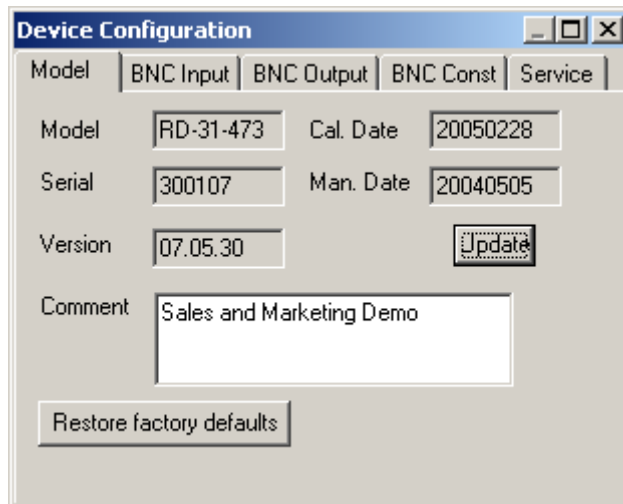 Device Configuration
Model BNC Input BNC Output BNC Const Service
Model RD-31-473 Cal. Date 20050228
Serial 300107 Man. Date 20040505
Version 07.05.30 Update
Comment Sales and Marketing Demo
Restore factory defaults